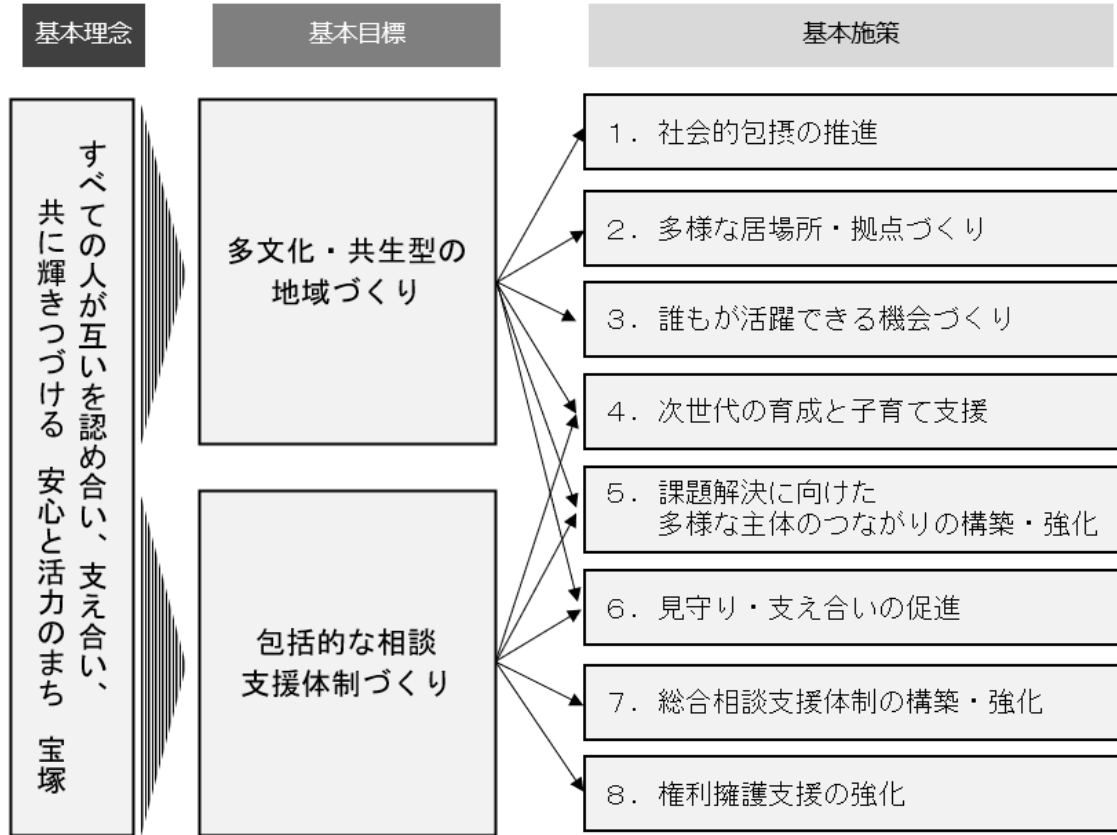 基本理念
基本目標
基本施策
すべての人が互いを認め合い、支え合い、
共に輝きつづける 安心と活力のまち 宝塚
多文化・共生型の
地域づくり
包括的な相談
支援体制づくり
１．社会的包摂の推進
２．多様な居場所・拠点づくり
３．誰もが活躍できる機会づくり
４．次世代の育成と子育て支援
５．課題解決に向けた
多様な主体のつながりの構築・強化
６．見守り・支え合いの促進
７．総合相談支援体制の構築・強化
８．権利擁護支援の強化